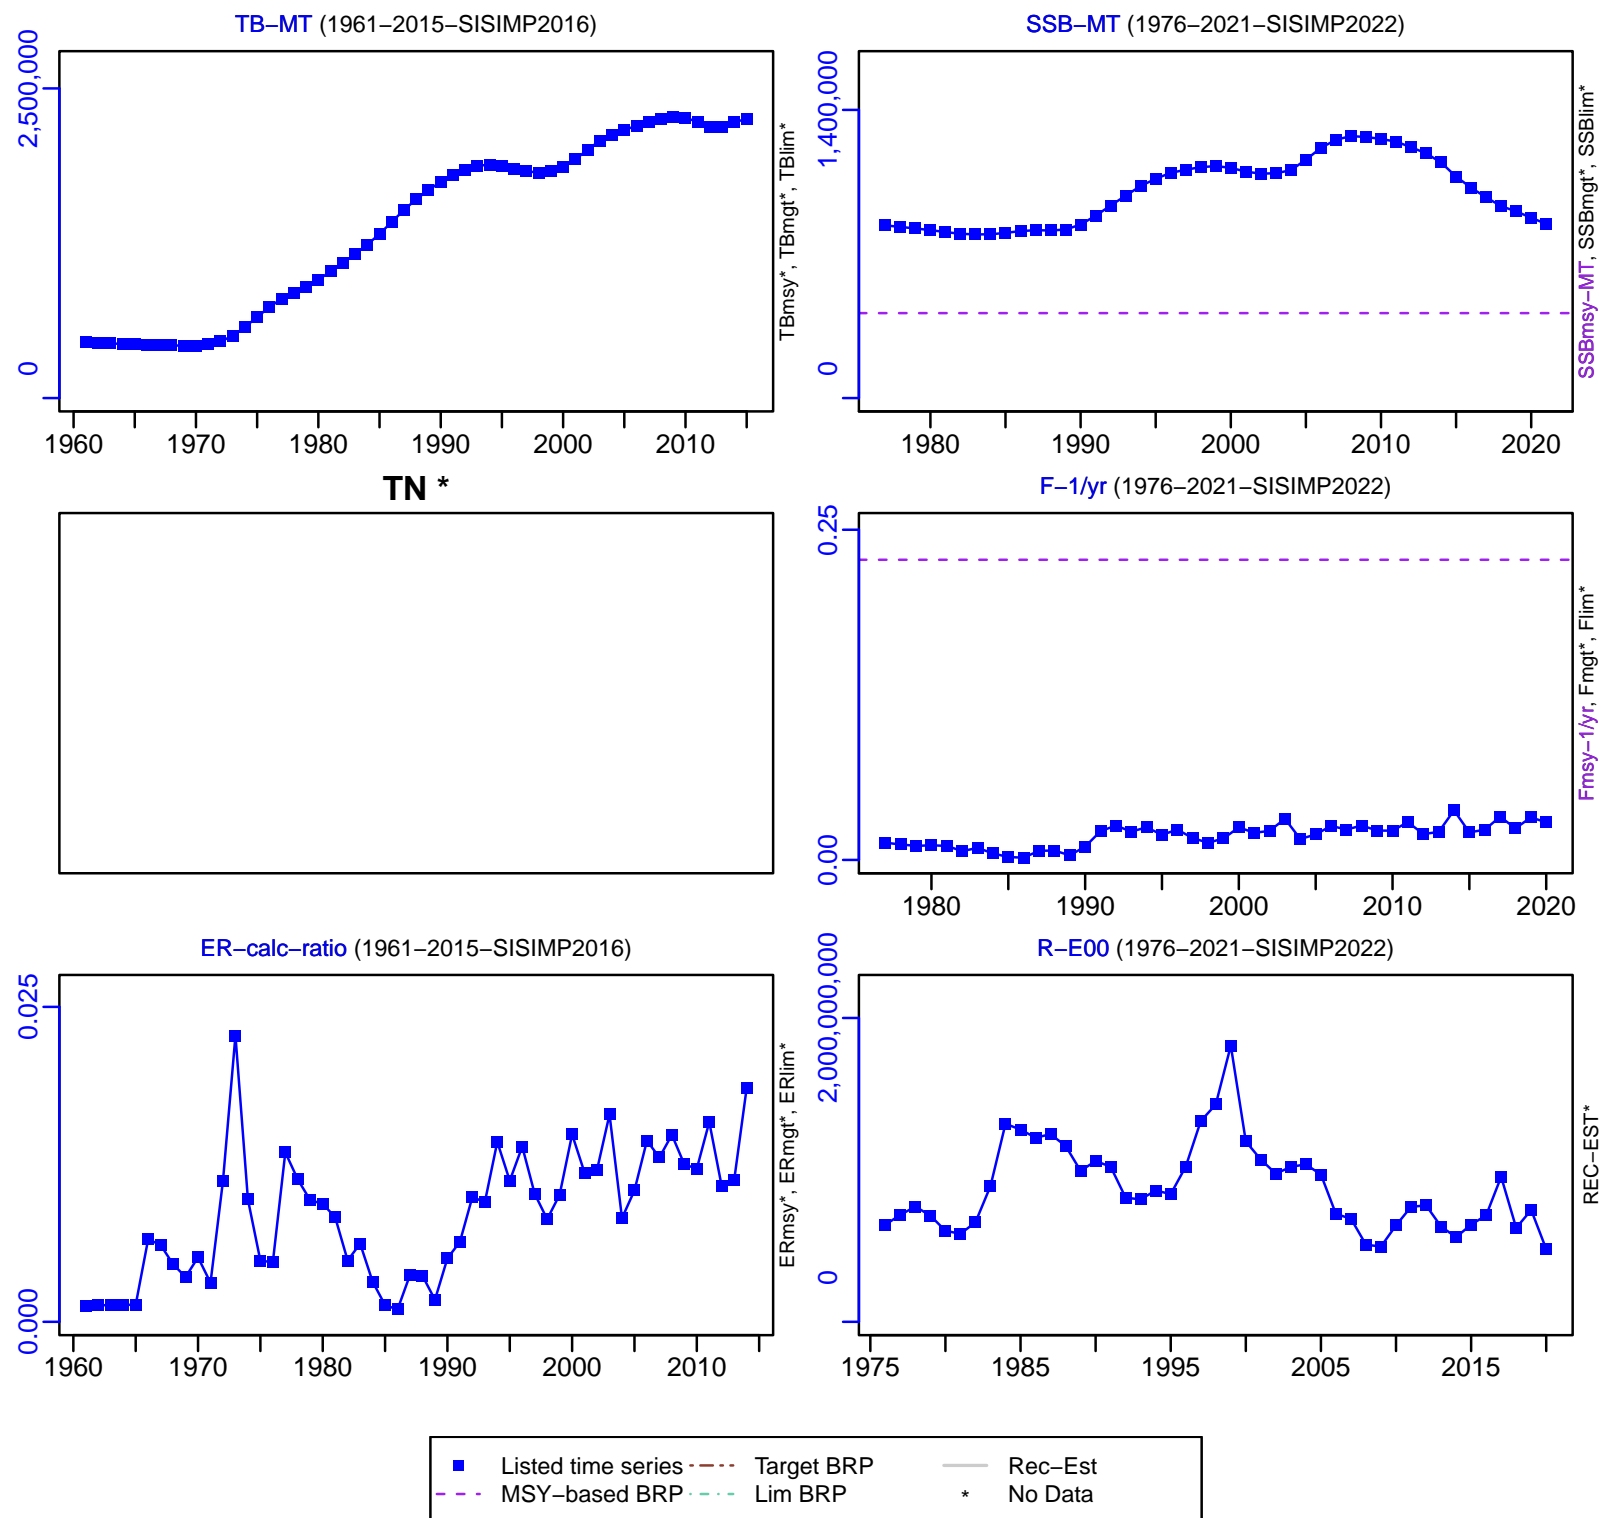 TB−MT (1961−2015−SISIMP2016)
2,500,000
0
1960 1970 1980 1990 2000 2010
TBmsy*, TBmgt*, TBlim*
SSB−MT (1976−2021−SISIMP2022)
1,400,000
0
1980 1990 2000 2010 2020
SSBmsy−MT, SSBmgt*, SSBlim*
TN *
F−1/yr (1976−2021−SISIMP2022)
0.25
0.00
1980 1990 2000 2010 2020
Fmsy−1/yr, Fmgt*, Flim*
ER−calc−ratio (1961−2015−SISIMP2016)
0.025
0.000
1960 1970 1980 1990 2000 2010
ERmsy*, ERmgt*, ERlim*
R−E00 (1976−2021−SISIMP2022)
2,000,000,000
0
1975 1985 1995 2005 2015
REC−EST*
Listed time series Target BRP Rec−Est
MSY−based BRP Lim BRP * No Data